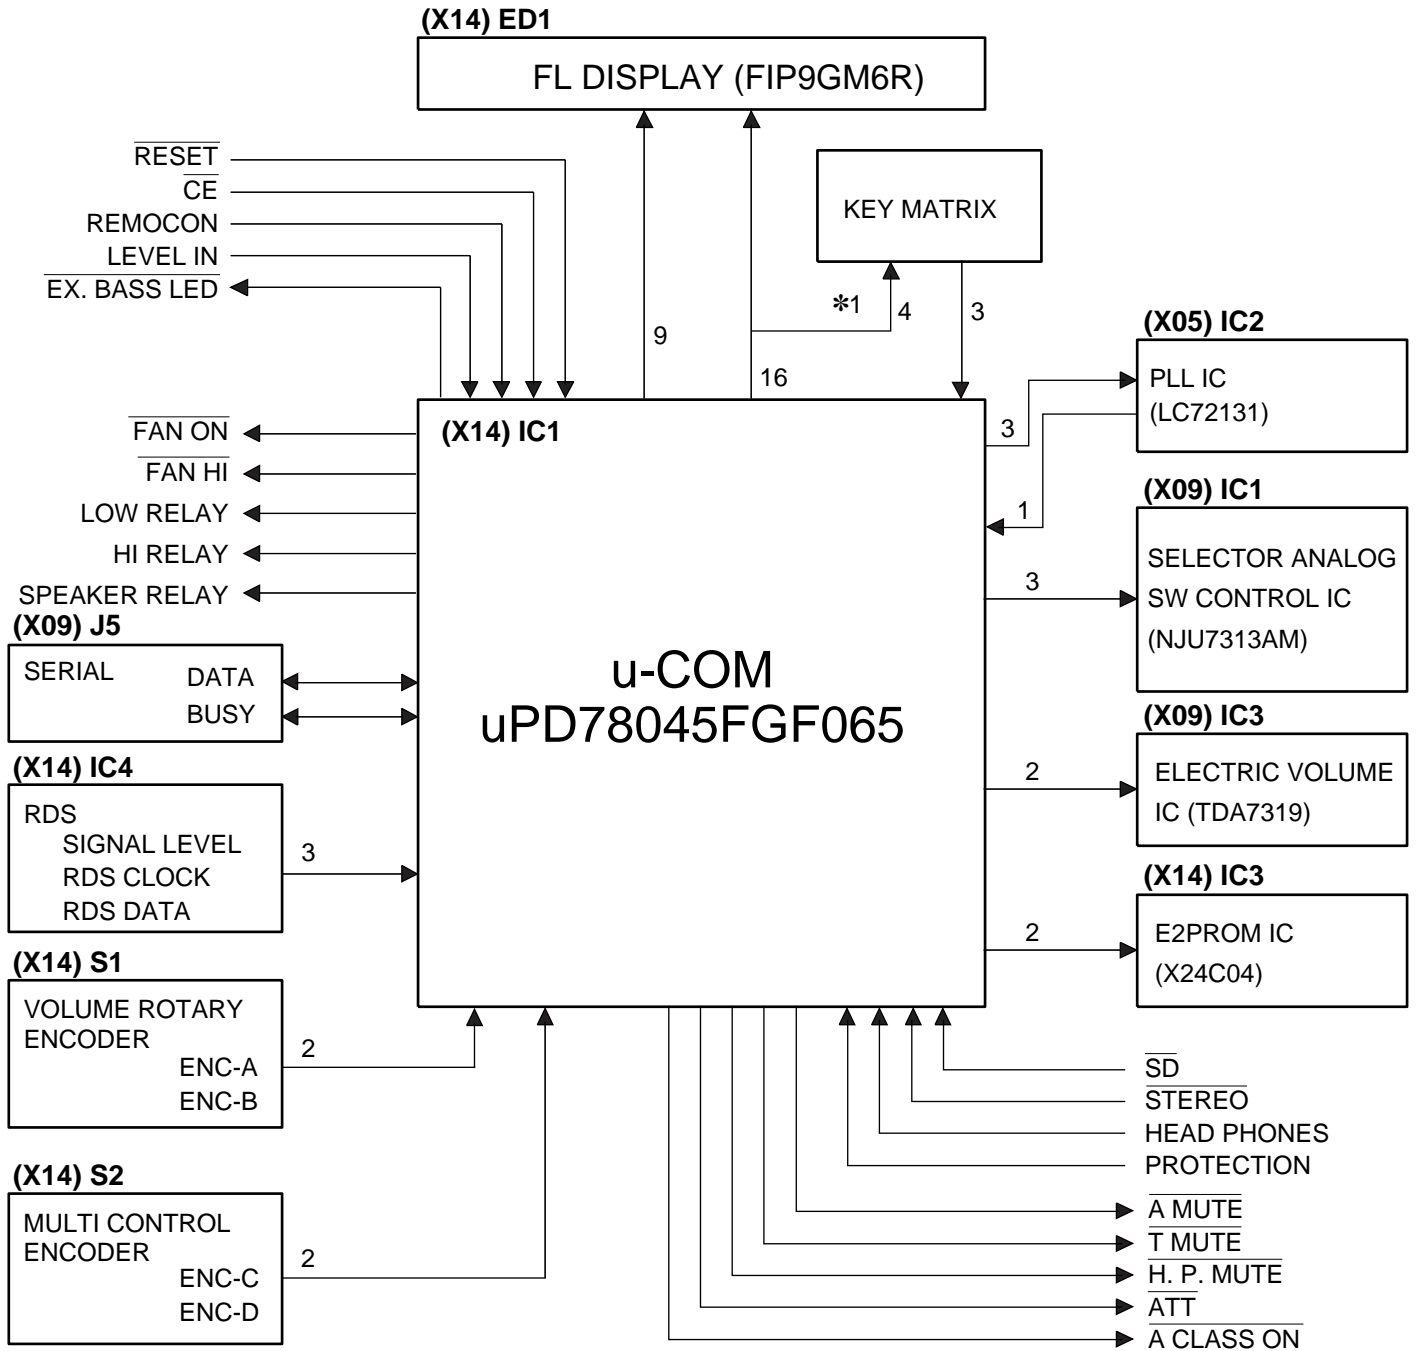 (X14) ED1
FL DISPLAY (FIP9GM6R)
RESET
CE
REMOCON
LEVEL IN
EX. BASS LED
KEY MATRIX
✻1
4
3
9
16
(X05) IC2
PLL IC
(LC72131)
3
1
FAN ON
FAN HI
LOW RELAY
HI RELAY
SPEAKER RELAY
(X14) IC1
u-COM
uPD78045FGF065
(X09) IC1
SELECTOR ANALOG
SW CONTROL IC
(NJU7313AM)
3
(X09) J5
SERIAL
DATA
BUSY
(X09) IC3
ELECTRIC VOLUME
IC (TDA7319)
2
(X14) IC4
RDS
SIGNAL LEVEL
RDS CLOCK
RDS DATA
3
(X14) IC3
E2PROM IC
(X24C04)
2
(X14) S1
VOLUME ROTARY
ENCODER
ENC-A
ENC-B
2
(X14) S2
MULTI CONTROL
ENCODER
ENC-C
ENC-D
2
SD
STEREO
HEAD PHONES
PROTECTION
A MUTE
T MUTE
H. P. MUTE
ATT
A CLASS ON